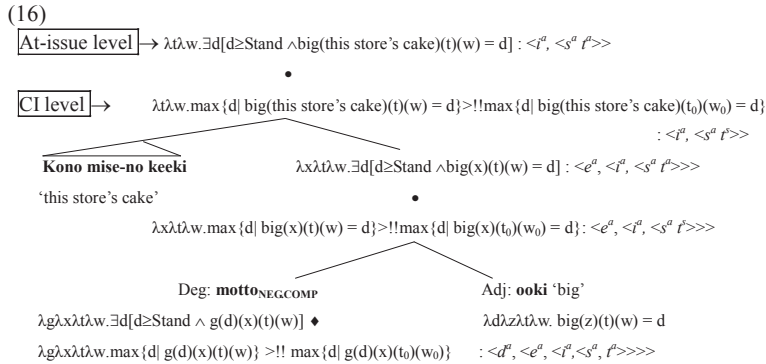 (16)
At-issue level → λtλw.∃d[d≥Stand ∧big(this store's cake)(t)(w) = d] : <iᵃ, <sᵃ tᵃ>>
•
CI level → λtλw.max{d| big(this store's cake)(t)(w) = d}>!!max{d| big(this store's cake)(t₀)(w₀) = d}
: <iᵃ, <sᵃ tˢ>>
Kono mise-no keeki λxλtλw.∃d[d≥Stand ∧big(x)(t)(w) = d] : <eᵃ, <iᵃ, <sᵃ tᵃ>>>
'this store's cake' •
λxλtλw.max{d| big(x)(t)(w) = d}>!!max{d| big(x)(t₀)(w₀) = d}: <eᵃ, <iᵃ, <sᵃ tˢ>>>
Deg: motto NEG.COMP Adj: ooki 'big'
λgλxλtλw.∃d[d≥Stand ∧ g(d)(x)(t)(w)] ♦ λdλzλtλw. big(z)(t)(w) = d
λgλxλtλw.max{d| g(d)(x)(t)(w)} >!! max{d| g(d)(x)(t₀)(w₀)} : <dᵃ, <eᵃ, <iᵃ,<sᵃ, tᵃ>>>>